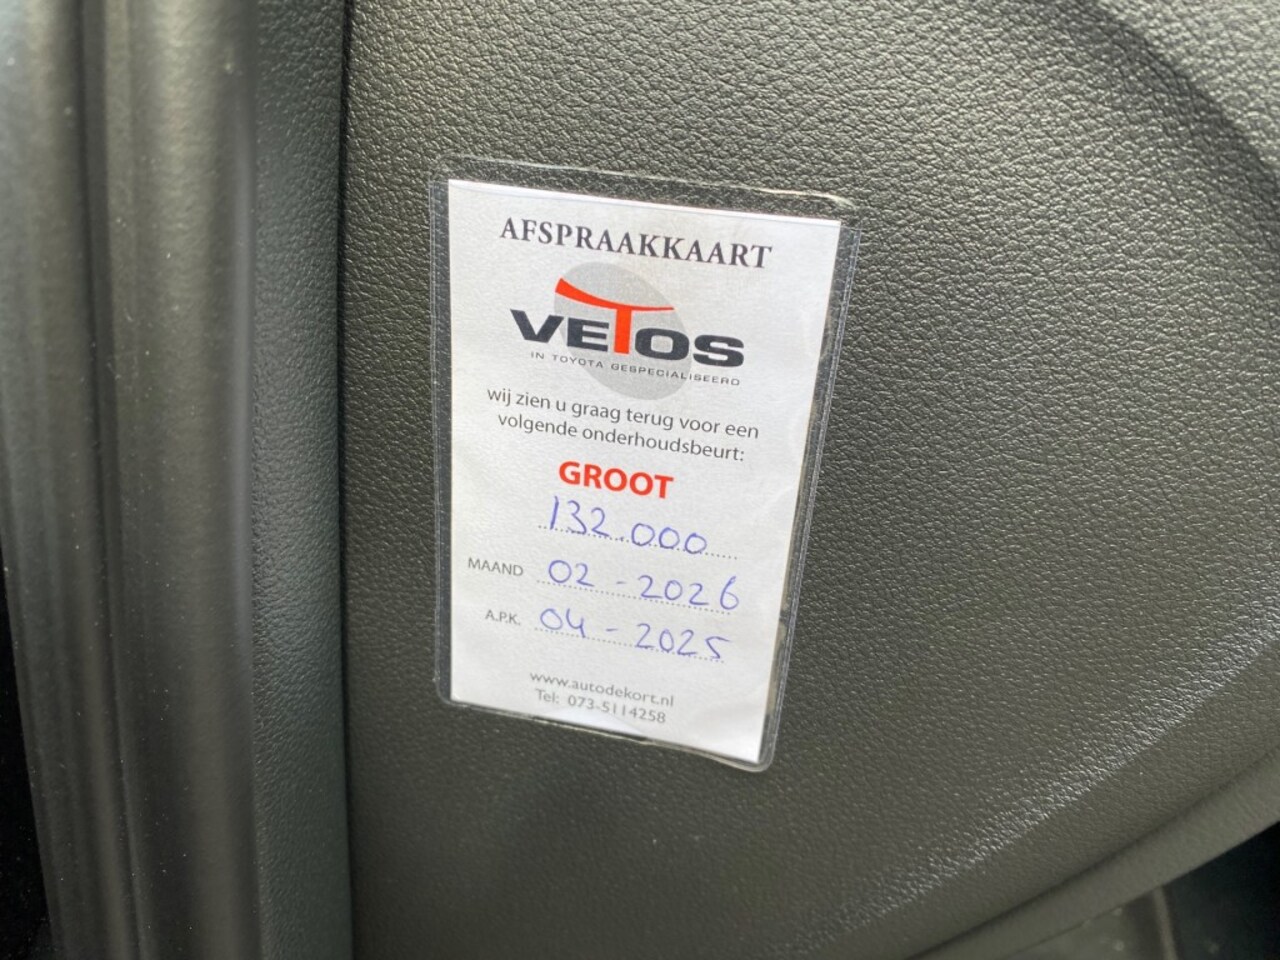 AFSPRAAKKAART
VETOS
IN TOYOTA GESPECIALISEERD
wij zien u graag terug voor een
volgende onderhoudsbeurt:
GROOT
132.000
MAAND 02-2026
A.P.K. 04-2025
www.autodekort.nl
Tel: 073-5114258